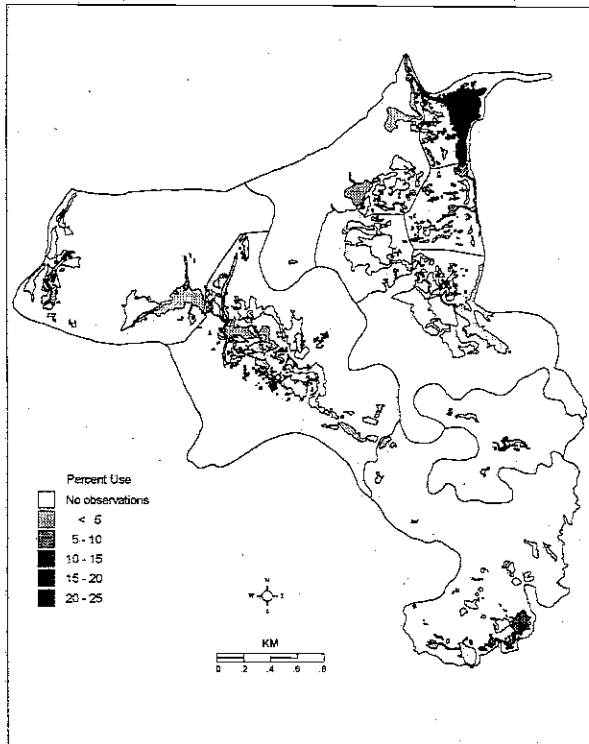 Percent Use
No observations
< 5
5 - 10
10 - 15
15 - 20
20 - 25
N
W
S
KM
0 .2 .4 .6 .8